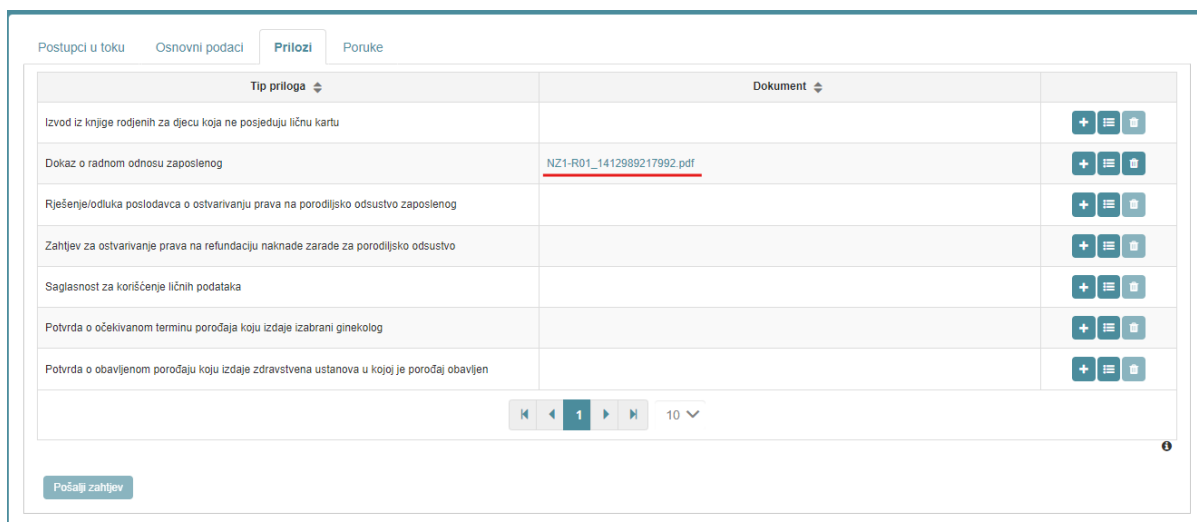 Postupci u toku Osnovni podaci Prilozi Poruke
Tip priloga Dokument
Izvod iz knjige rodjenih za djecu koja ne posjeduju ličnu kartu
Dokaz o radnom odnosu zaposlenog NZ1-R01_1412989217992.pdf
Rješenje/odluka poslodavca o ostvarivanju prava na porodiljsko odsustvo zaposlenog
Zahtjev za ostvarivanje prava na refundaciju naknade zarade za porodiljsko odsustvo
Saglasnost za korišćenje ličnih podataka
Potvrda o očekivanom terminu porođaja koju izdaje izabrani ginekolog
Potvrda o obavljenom porođaju koju izdaje zdravstvena ustanova u kojoj je porođaj obavljen
1 10
Pošalji zahtjev